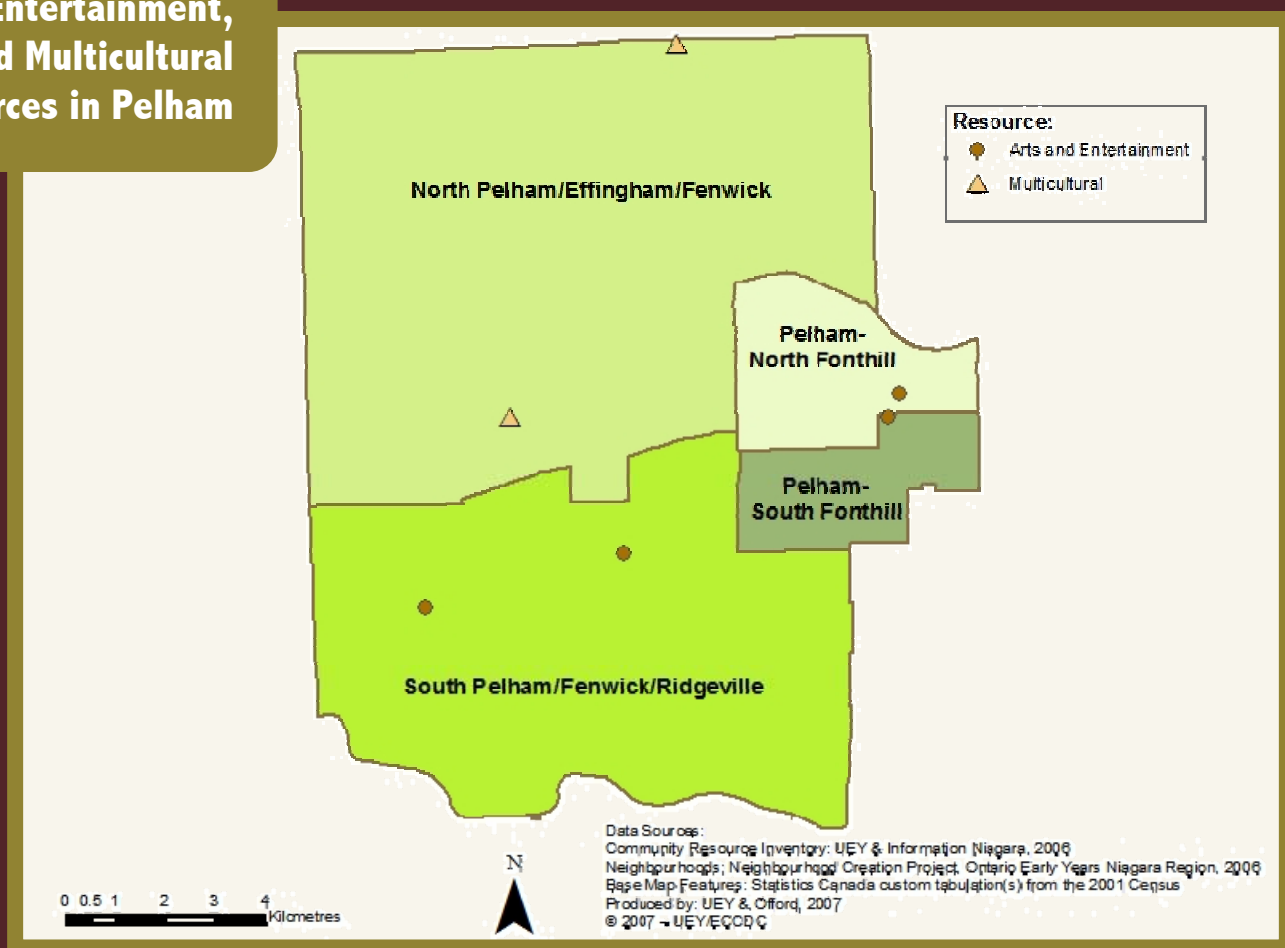 Entertainment,
Multicultural
in Pelham
Resource:
Arts and Entertainment
Multicultural
North Pelham/Effingham/Fenwick
Pelham-
North Fonthill
Pelham-
South Fonthill
South Pelham/Fenwick/Ridgeville
Data Sources:
Community Resource Inventory: UEY & Information Niagara, 2006
Neighbourhoods; Neighbourhood Creation Project, Ontario Early Years Niagara Region, 2006
Base Map Features: Statistics Canada custom tabulation(s) from the 2001 Census
Produced by: UEY & Offord, 2007
© 2007 - UEY/ECCDC
N
0 0.5 1 2 3 4
Kilometres